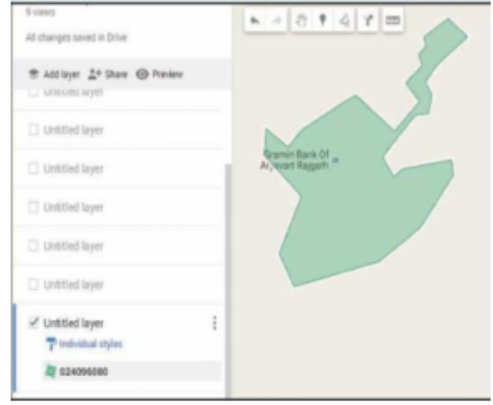 9 views
All changes saved in Drive
Add layer Share Preview
Untitled layer
Untitled layer
Untitled layer
Untitled layer
Untitled layer
Untitled layer
Untitled layer
Individual styles
S24096080
Gramin Bank Of
Aryavart Rajgarh